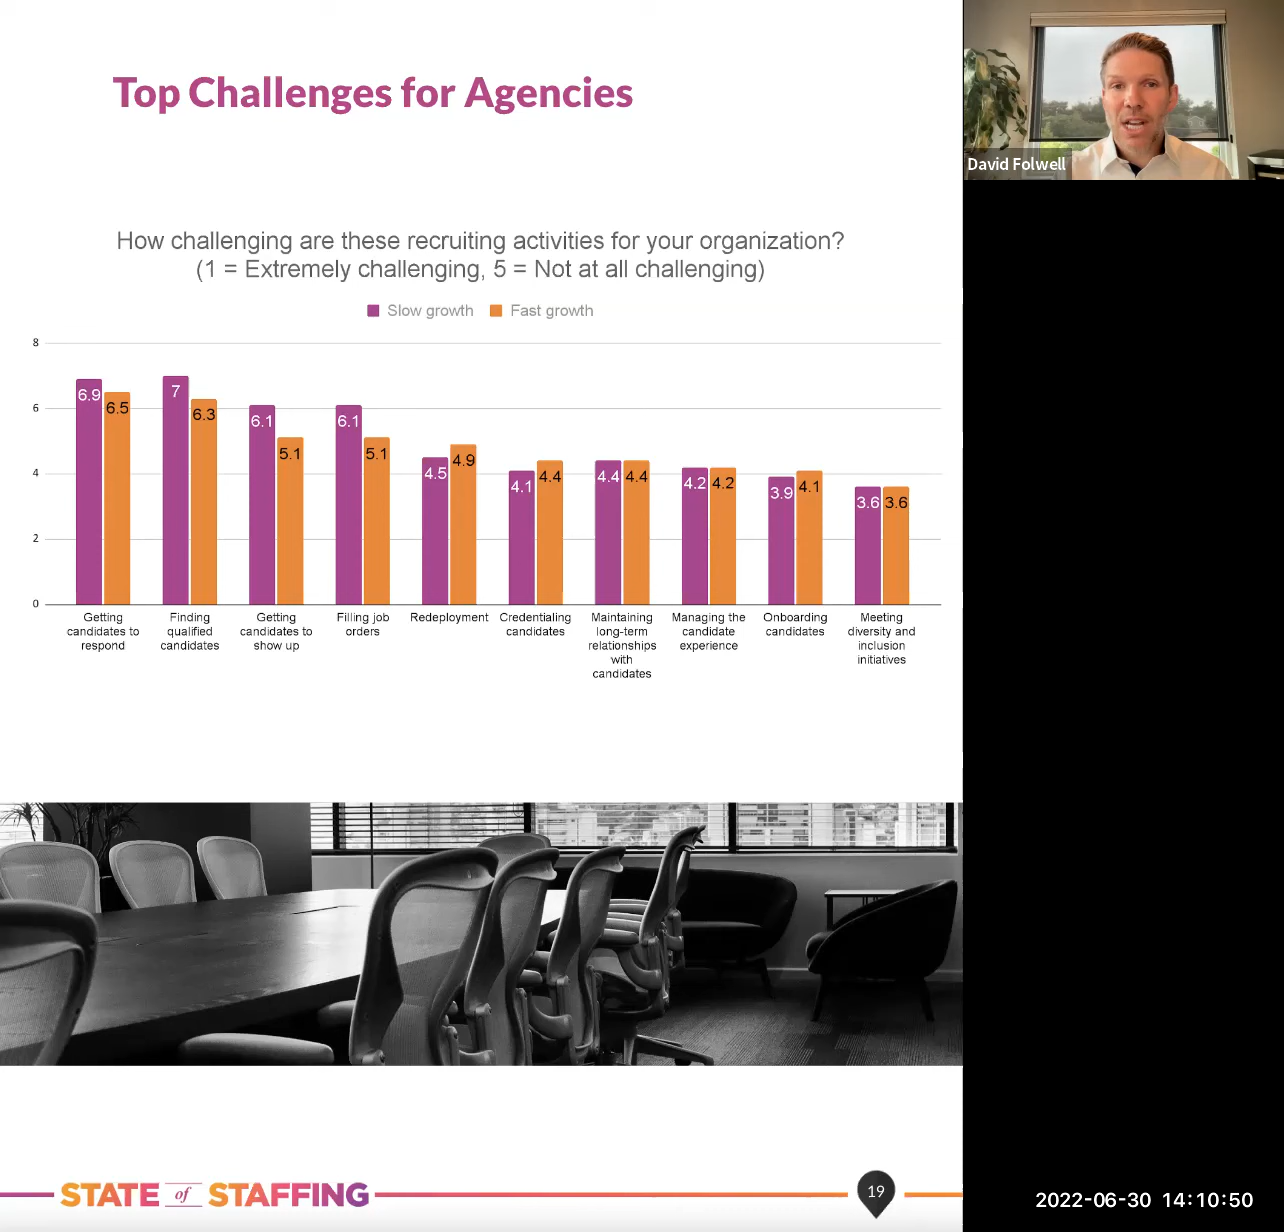 Top Challenges for Agencies
David Folwell
How challenging are these recruiting activities for your organization?
(1 = Extremely challenging, 5 = Not at all challenging)
Slow growth Fast growth
8
6
4
2
0
6.9 6.5 7 6.3 6.1 5.1 6.1 5.1 4.5 4.9 4.1 4.4 4.4 4.4 4.2 4.2 3.9 4.1 3.6 3.6
Getting
candidates to
respond
Finding
qualified
candidates
Getting
candidates to
show up
Filling job
orders
Redeployment
Credentialing
candidates
Maintaining
long-term
relationships
with
candidates
Managing the
candidate
experience
Onboarding
candidates
Meeting
diversity and
inclusion
initiatives
STATE of STAFFING
19
2022-06-30 14:10:50